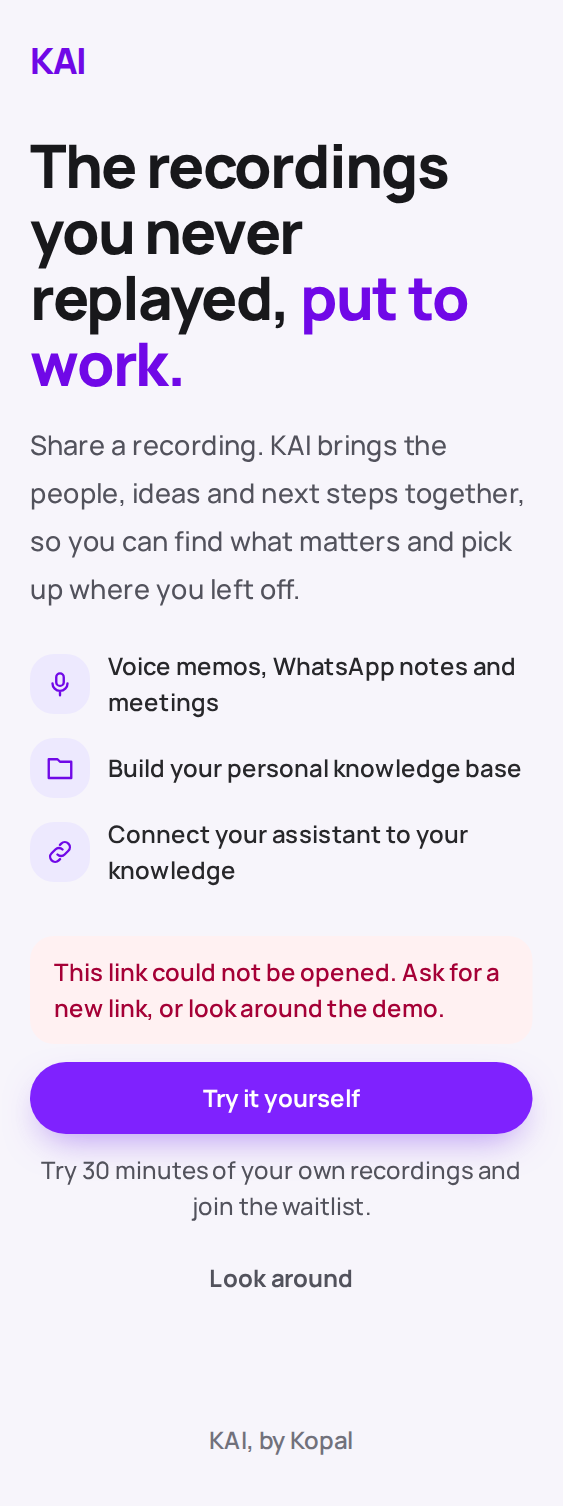 KAI
The recordings
you never
replayed, put to
work.
Share a recording. KAI brings the
people, ideas and next steps together,
so you can find what matters and pick
up where you left off.
Voice memos, WhatsApp notes and
meetings
Build your personal knowledge base
Connect your assistant to your
knowledge
This link could not be opened. Ask for a
new link, or look around the demo.
Try it yourself
Try 30 minutes of your own recordings and
join the waitlist.
Look around
KAI, by Kopal